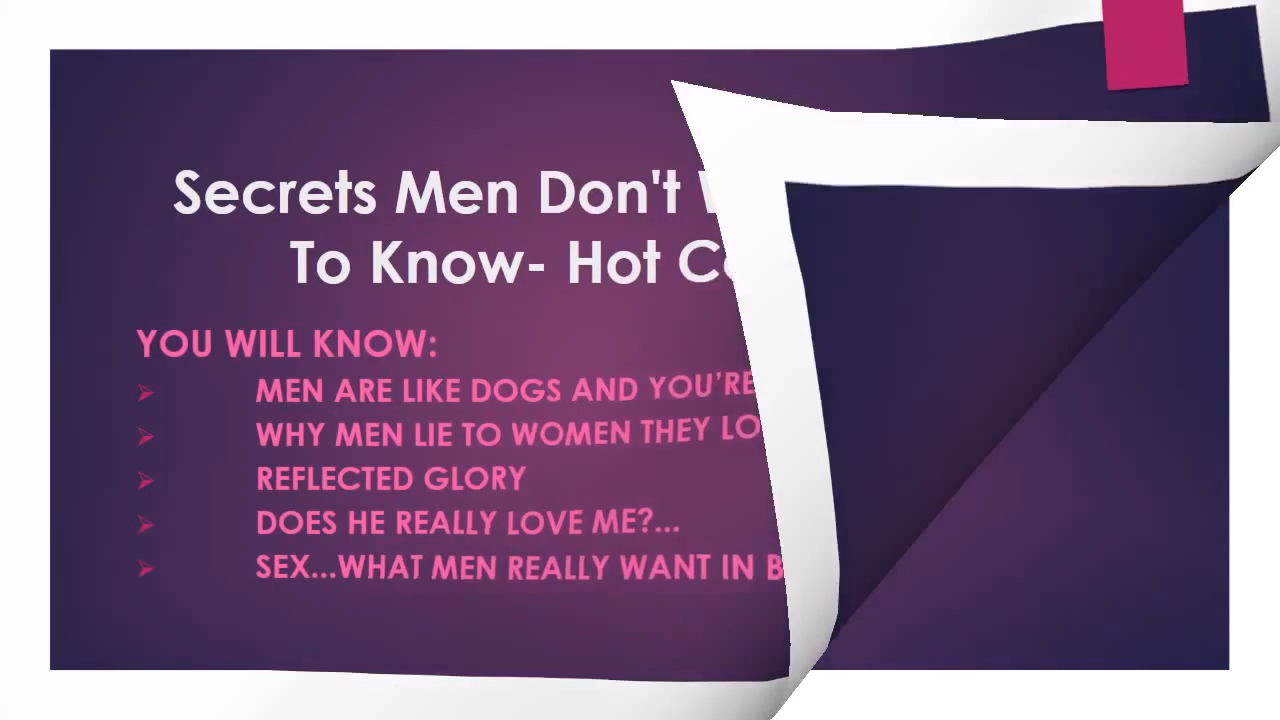 Secrets Men Don't
To Know- Hot
YOU WILL KNOW:
MEN ARE LIKE DOGS AND YOU’RE
WHY MEN LIE TO WOMEN THEY
REFLECTED GLORY
DOES HE REALLY LOVE ME?...
SEX...WHAT MEN REALLY WANT IN